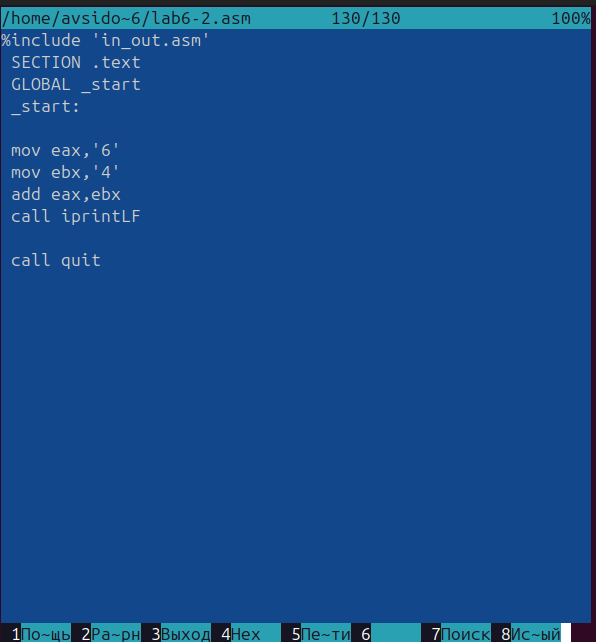 /home/avsido~6/lab6-2.asm 130/130 100%
%include 'in_out.asm'
SECTION .text
GLOBAL _start
_start:
mov eax,'6'
mov ebx,'4'
add eax,ebx
call iprintLF
call quit
1По~щь 2Ра~рн 3Выход 4Hex 5Пе~ти 6 7Поиск 8Ис~ый